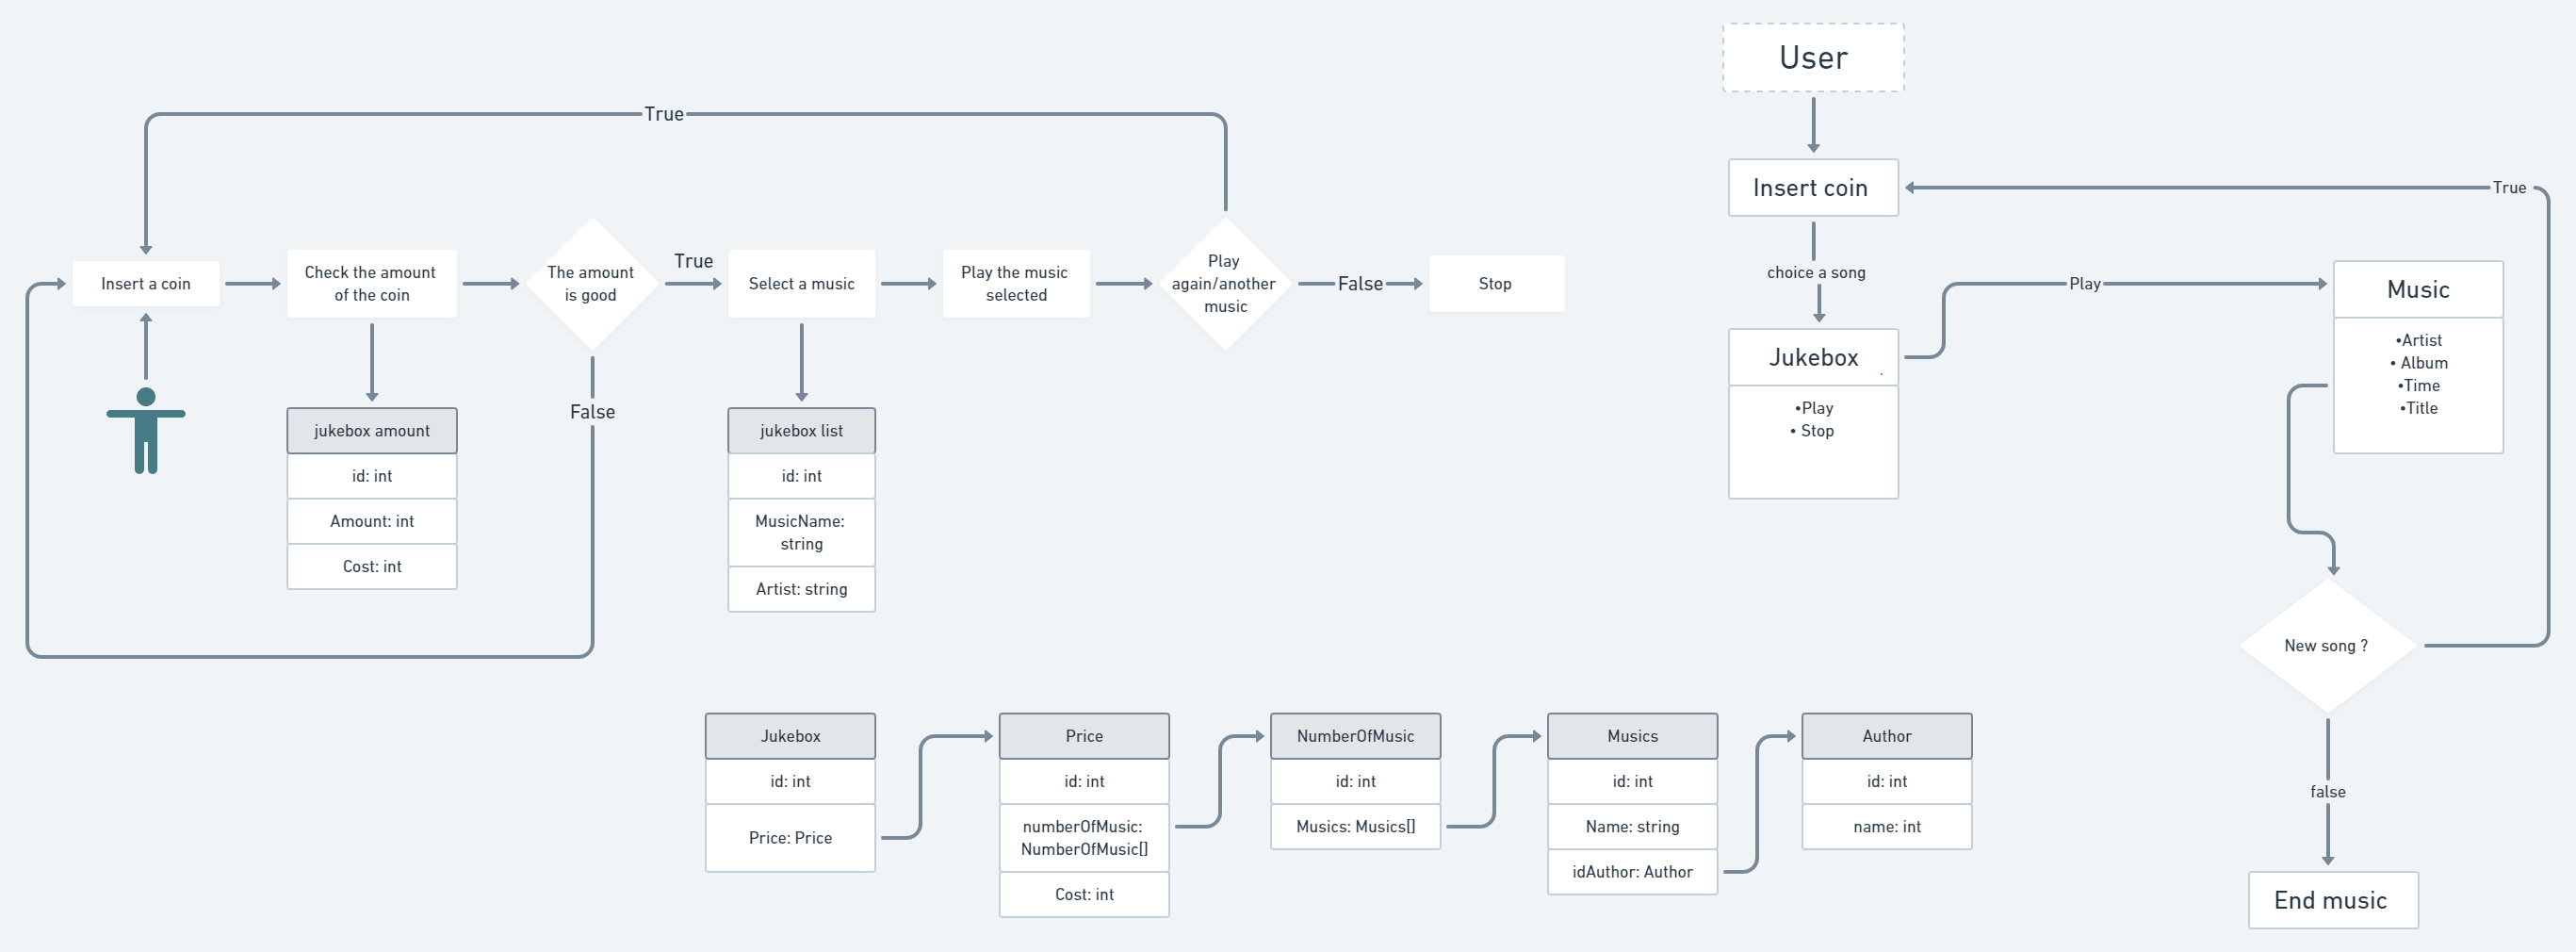 True
Insert a coin
Check the amount
of the coin
The amount
is good
True
Select a music
Play the music
selected
Play
again/another
music
False
Stop
False
jukebox amount
id: int
Amount: int
Cost: int
jukebox list
id: int
MusicName:
string
Artist: string
User
Insert coin
True
choice a song
Jukebox
.
•Play
• Stop
Play
Music
•Artist
• Album
•Time
•Title
New song ?
false
End music
Jukebox
id: int
Price: Price
Price
id: int
numberOfMusic:
NumberOfMusic[]
Cost: int
NumberOfMusic
id: int
Musics: Musics[]
Musics
id: int
Name: string
idAuthor: Author
Author
id: int
name: int